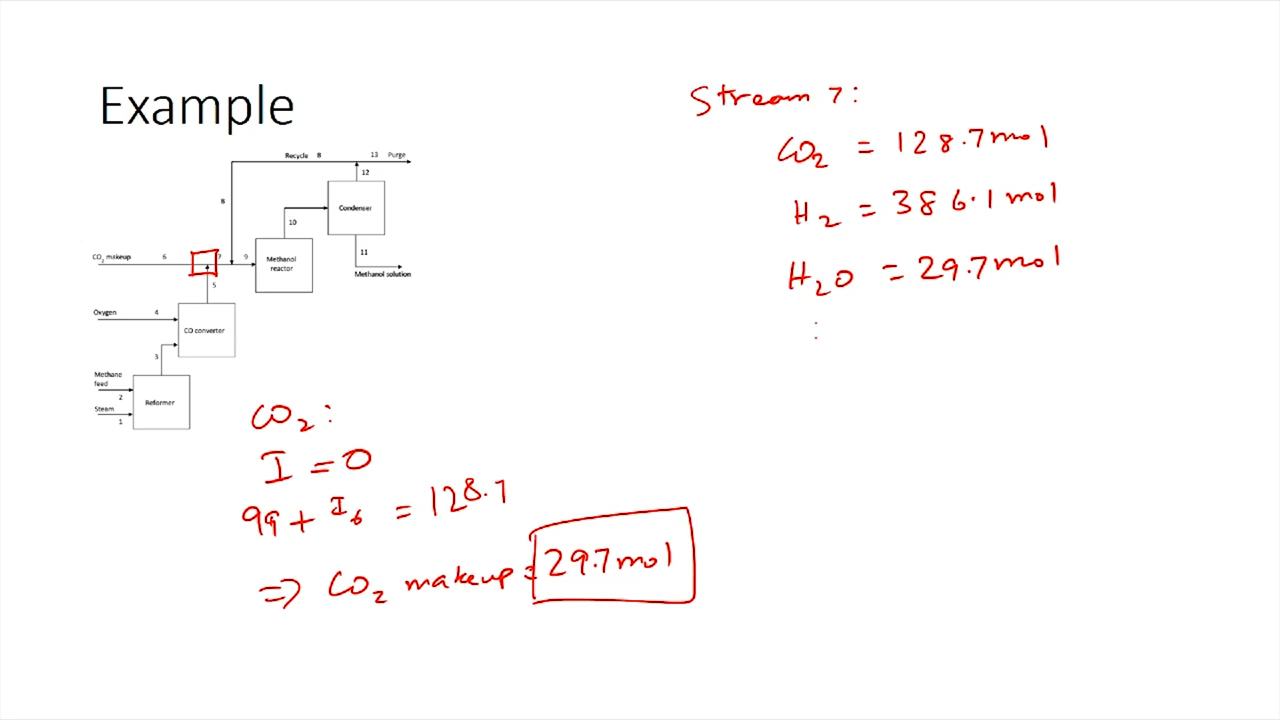 Example
Stream 7:
CO2 = 128.7 mol
H2 = 386.1 mol
H2O = 29.7 mol
⋮
Recycle 8
13 Purge
12
8
Condenser
10
11
Methanol solution
CO2 makeup 6
7
9
Methanol
reactor
5
Oxygen 4
CO converter
3
Methane
feed
2
Steam
1
Reformer
CO2:
I = 0
99 + I6 = 128.7
⇒ CO2 makeup = 29.7 mol